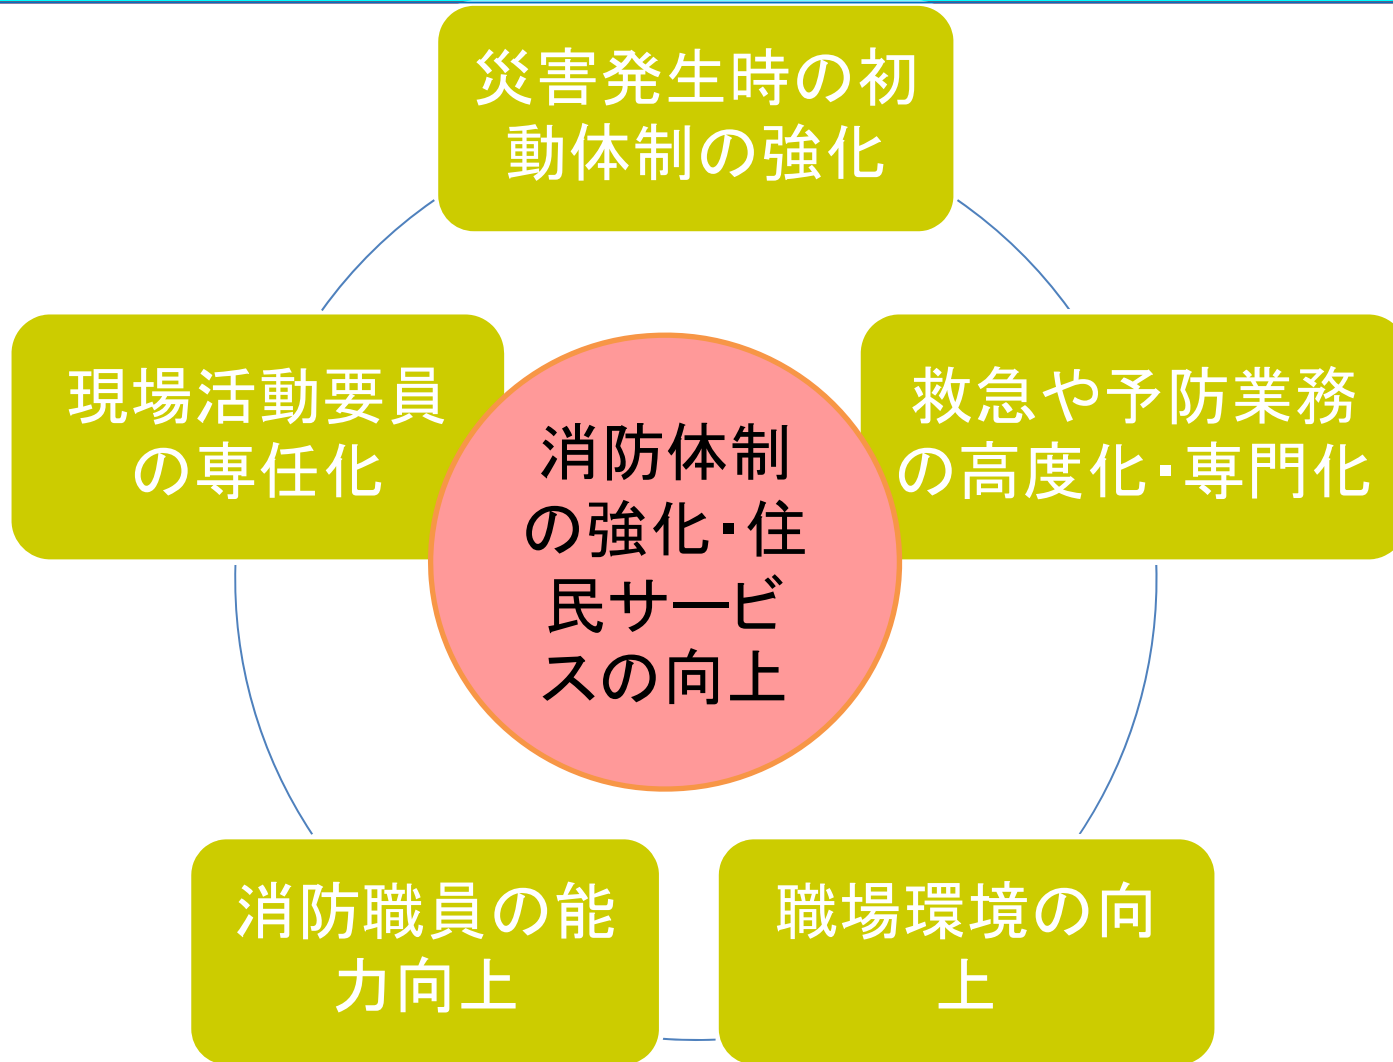 災害発生時の初
動体制の強化
現場活動要員
の専任化
救急や予防業務
の高度化・専門化
消防体制
の強化・住
民サービ
スの向上
消防職員の能
力向上
職場環境の向
上